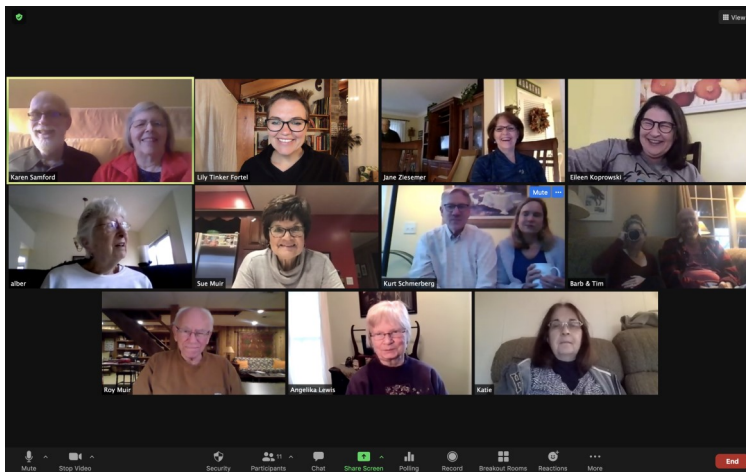 View
Karen Samford
Lily Tinker Fortel
Jane Ziesemer
Eileen Koprowski
alber
Sue Muir
Mute
Kurt Schmerberg
Barb & Tim
Roy Muir
Angelika Lewis
Katie
Mute
Stop Video
Security
Participants
11
Chat
Share Screen
Polling
Record
Breakout Rooms
Reactions
More
End